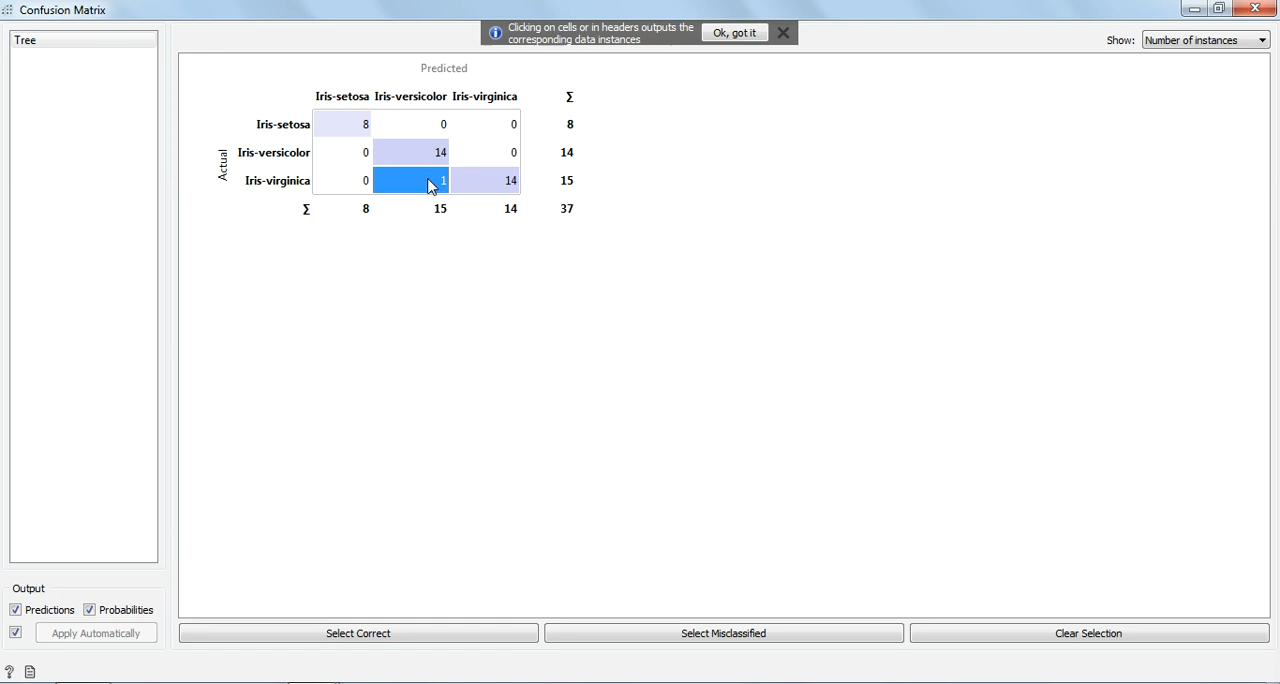 Confusion Matrix
Tree
Clicking on cells or in headers outputs the
corresponding data instances
Ok, got it
Show: Number of instances
Predicted
Iris-setosa Iris-versicolor Iris-virginica Σ
Iris-setosa 8 0 0 8
Actual
Iris-versicolor 0 14 0 14
Iris-virginica 0 1 14 15
Σ 8 15 14 37
Output
Predictions Probabilities
Apply Automatically
Select Correct Select Misclassified Clear Selection